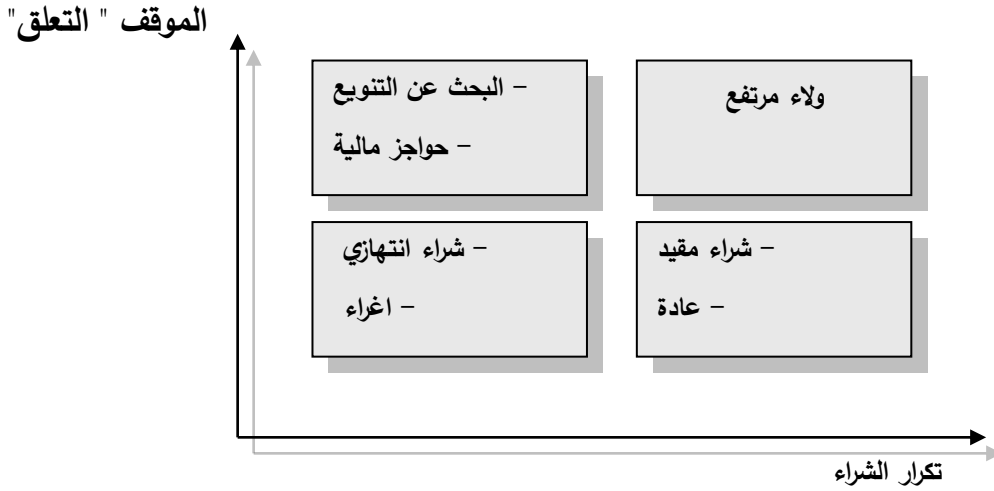 الموقف " التعلق"
ولاء مرتفع
– البحث عن التنويع
– حواجز مالية
– شراء مقيد
– عادة
– شراء انتهازي
– اغراء
تكرار الشراء